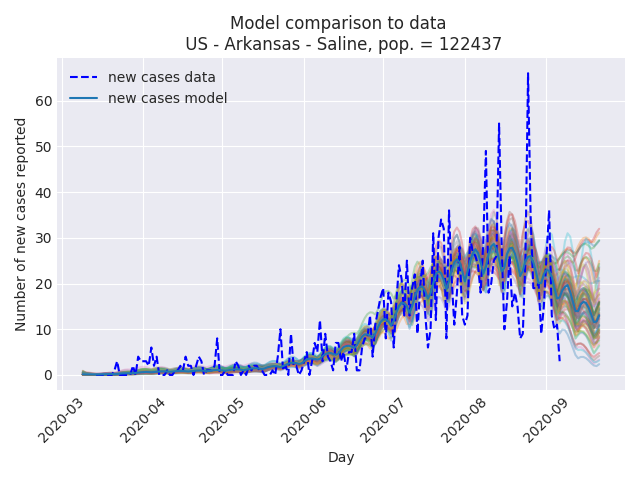 Model comparison to data
US - Arkansas - Saline, pop. = 122437
new cases data
new cases model
Number of new cases reported
60
50
40
30
20
10
0
2020-03
2020-04
2020-05
2020-06
2020-07
2020-08
2020-09
Day